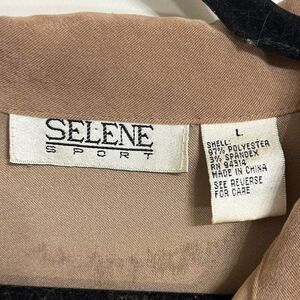 SELENE
SPORT
L
SHELL:
97% POLYESTER
3% SPANDEX
RN 94914
MADE IN CHINA
SEE REVERSE
FOR CARE